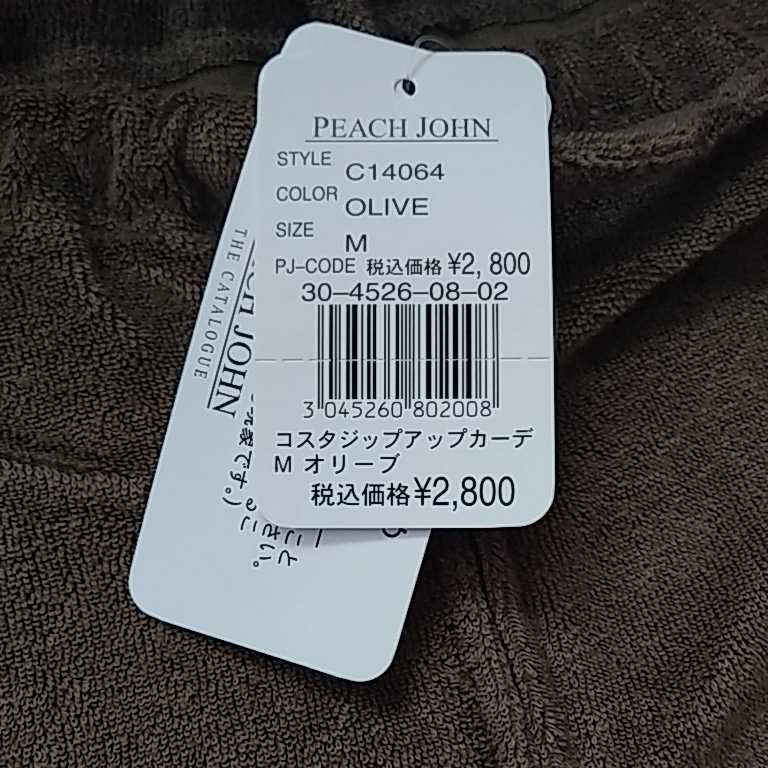 PEACH JOHN
STYLE C14064
COLOR OLIVE
SIZE M
PJ-CODE 税込価格 ¥2,800
30-4526-08-02
3 045260 802008
コスタジップアップカーデ
M オリーブ
税込価格¥2,800
JOHN
THE CATALOGUE
です。)